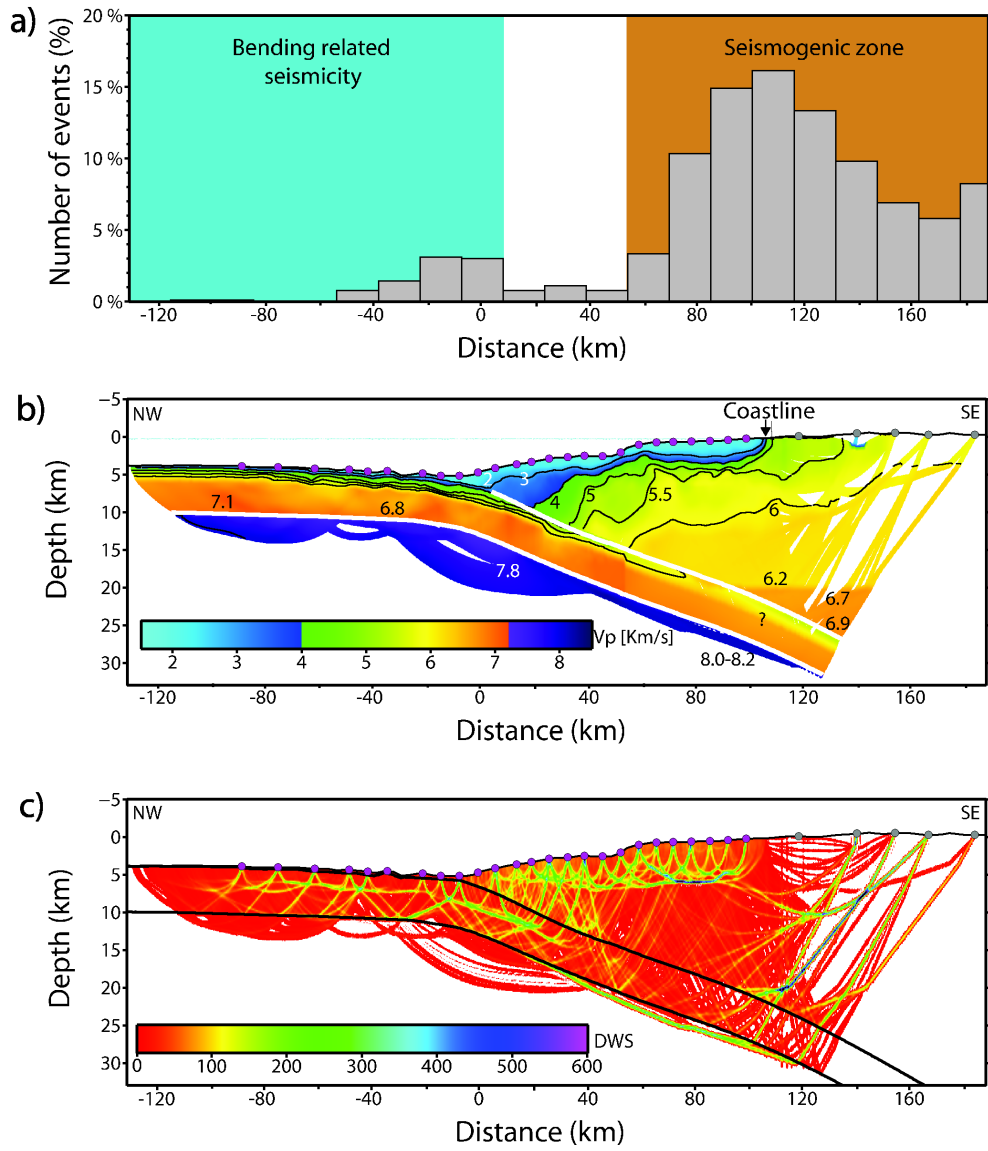 a)
Number of events (%)
20 %
15 %
10 %
5 %
0 %
Bending related
seismicity
Seismogenic zone
-120 -80 -40 0 40 80 120 160
Distance (km)
b)
NW
Coastline
SE
Depth (km)
−5
0
5
10
15
20
25
30
2 3 4 5 5.5 6
7.1 6.8
7.8
6.2 6.7
? 6.9
8.0-8.2
Vp [Km/s]
2 3 4 5 6 7 8
-120 -80 -40 0 40 80 120 160
Distance (km)
c)
NW
SE
Depth (km)
−5
0
5
10
15
20
25
30
DWS
0 100 200 300 400 500 600
-120 -80 -40 0 40 80 120 160
Distance (km)